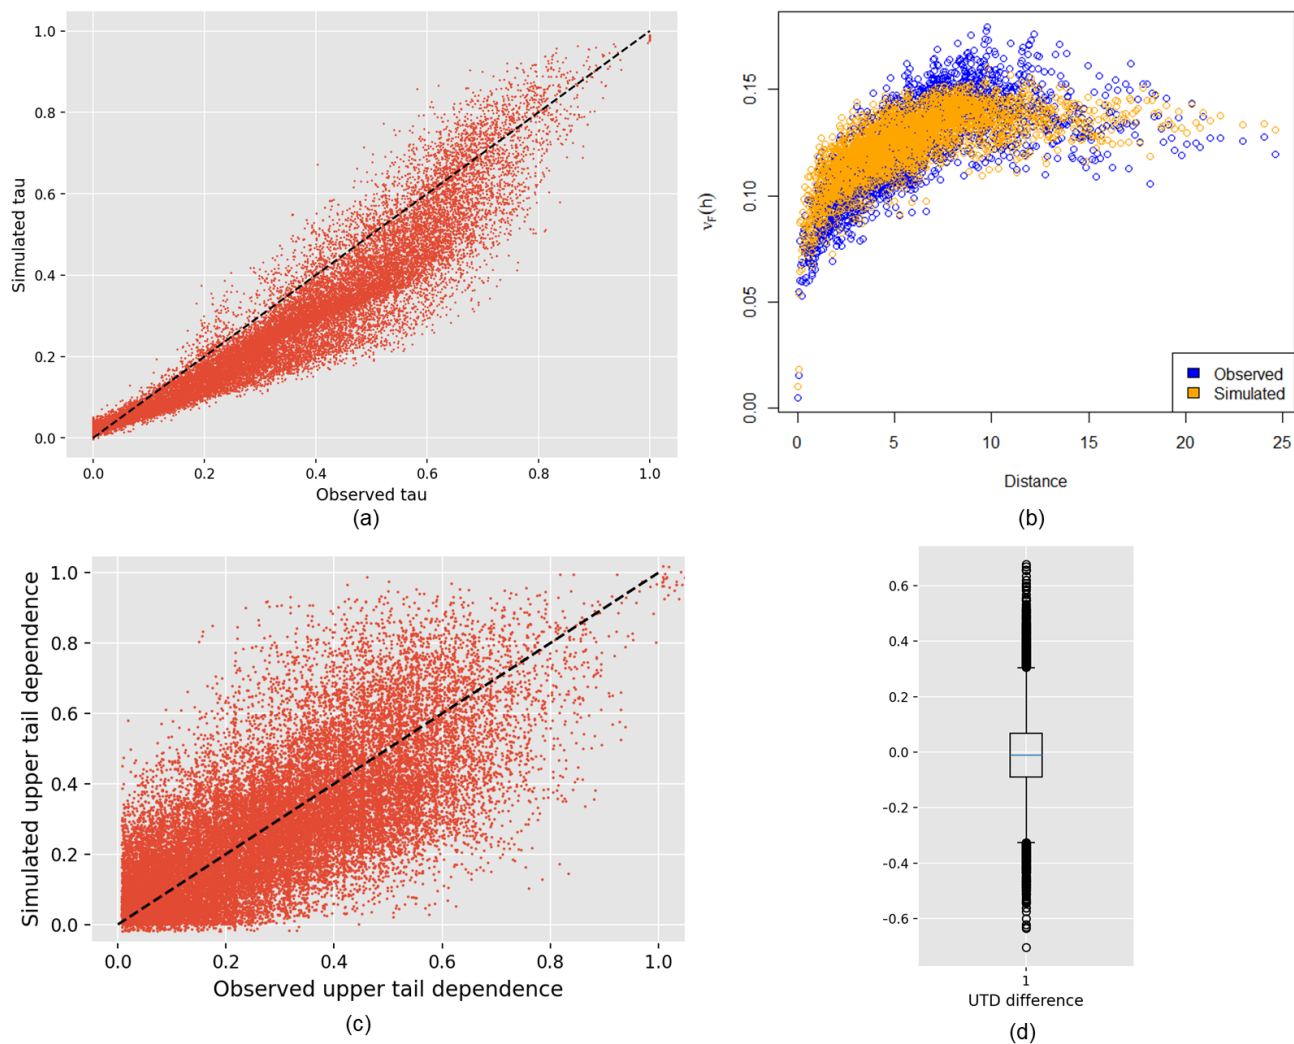 1.0
0.8
0.6
0.4
0.2
0.0
Simulated tau
0.0 0.2 0.4 0.6 0.8 1.0
Observed tau
(a)
0.15
0.10
0.05
0.00
νF(h)
Observed
Simulated
0 5 10 15 20 25
Distance
(b)
1.0
0.8
0.6
0.4
0.2
0.0
Simulated upper tail dependence
0.0 0.2 0.4 0.6 0.8 1.0
Observed upper tail dependence
(c)
0.6
0.4
0.2
0.0
-0.2
-0.4
-0.6
1
UTD difference
(d)